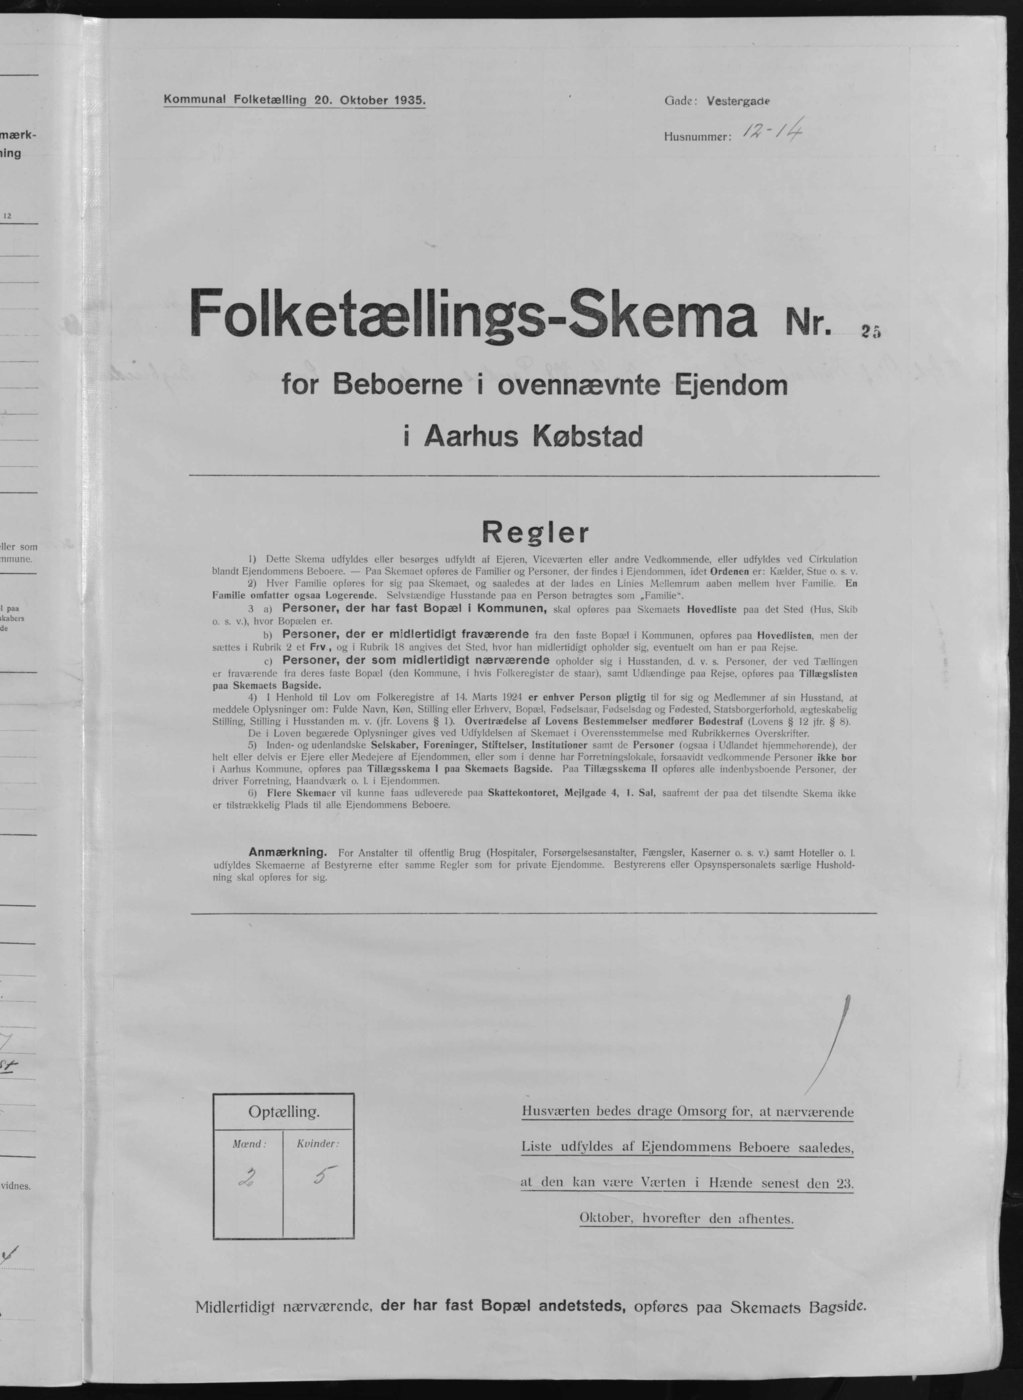 mærk-
ning
12
Kommunal Folketælling 20. Oktober 1935.
Gade: Vestergade
Husnummer: 12-14
Folketællings-Skema Nr. 25
for Beboerne i ovennævnte Ejendom
i Aarhus Købstad
Regler
1) Dette Skema udfyldes eller besørges udfyldt af Ejeren, Viceværten eller andre Vedkommende, eller udfyldes ved Cirkulation
blandt Ejendommens Beboere. — Paa Skemaet opføres de Familier og Personer, der findes i Ejendommen, idet Ordenen er: Kælder, Stue o. s. v.
2) Hver Familie opføres for sig paa Skemaet, og saaledes at der lades en Linies Mellemrum aaben mellem hver Familie. En
Familie omfatter ogsaa Logerende. Selvstændige Husstande paa en Person betragtes som „Familie".
3 a) Personer, der har fast Bopæl i Kommunen, skal opføres paa Skemaets Hovedliste paa det Sted (Hus, Skib
o. s. v.), hvor Bopælen er.
b) Personer, der er midlertidigt fraværende fra den faste Bopæl i Kommunen, opføres paa Hovedlisten, men der
sættes i Rubrik 2 et Frv., og i Rubrik 18 angives det Sted, hvor han midlertidigt opholder sig, eventuelt om han er paa Rejse.
c) Personer, der som midlertidigt nærværende opholder sig i Husstanden, d. v. s. Personer, der ved Tællingen
er fraværende fra deres faste Bopæl (den Kommune, i hvis Folkeregister de staar), samt Udlændinge paa Rejse, opføres paa Tillægslisten
paa Skemaets Bagside.
4) I Henhold til Lov om Folkeregistre af 14. Marts 1924 er enhver Person pligtig til for sig og Medlemmer af sin Husstand, at
meddele Oplysninger om: Fulde Navn, Køn, Stilling eller Erhverv, Bopæl, Fødselsaar, Fødselsdag og Fødested, Statsborgerforhold, ægteskabelig
Stilling, Stilling i Husstanden m. v. (jfr. Lovens § 1). Overtrædelse af Lovens Bestemmelser medfører Bødestraf (Lovens § 12 jfr. § 8).
De i Loven begærede Oplysninger gives ved Udfyldelsen af Skemaet i Overensstemmelse med Rubrikkernes Overskrifter.
5) Inden- og udenlandske Selskaber, Foreninger, Stiftelser, Institutioner samt de Personer (ogsaa i Udlandet hjemmehørende), der
helt eller delvis er Ejere eller Medejere af Ejendommen, eller som i denne har Forretningslokale, forsaavidt vedkommende Personer ikke bor
i Aarhus Kommune, opføres paa Tillægsskema I paa Skemaets Bagside. Paa Tillægsskema II opføres alle indenbysboende Personer, der
driver Forretning, Haandværk o. l. i Ejendommen.
6) Flere Skemaer vil kunne faas udleverede paa Skattekontoret, Mejlgade 4, 1. Sal, saafremt der paa det tilsendte Skema ikke
er tilstrækkelig Plads til alle Ejendommens Beboere.
Anmærkning. For Anstalter til offentlig Brug (Hospitaler, Forsørgelsesanstalter, Fængsler, Kaserner o. s. v.) samt Hoteller o. l.
udfyldes Skemaerne af Bestyrerne efter samme Regler som for private Ejendomme. Bestyrerens eller Opsynspersonalets særlige Hushold-
ning skal opføres for sig.
eller som
mmune.
l paa
skabers
de
vidnes.
Optælling.
Mænd: Kvinder:
2 5
Husværten bedes drage Omsorg for, at nærværende
Liste udfyldes af Ejendommens Beboere saaledes,
at den kan være Værten i Hænde senest den 23.
Oktober, hvorefter den afhentes.
Midlertidigt nærværende, der har fast Bopæl andetsteds, opføres paa Skemaets Bagside.